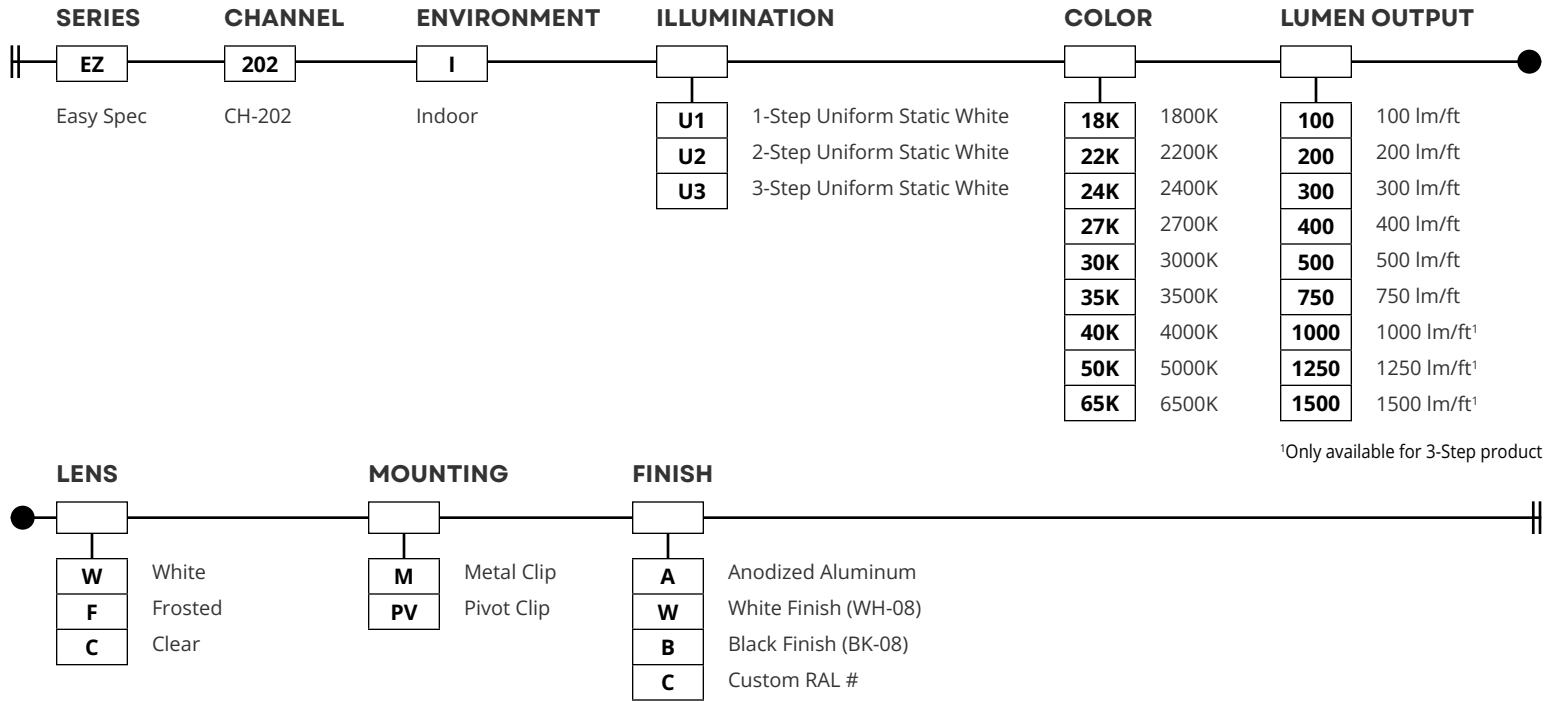 SERIES CHANNEL ENVIRONMENT ILLUMINATION COLOR LUMEN OUTPUT
EZ 202 I
Easy Spec CH-202 Indoor
U1 1-Step Uniform Static White
U2 2-Step Uniform Static White
U3 3-Step Uniform Static White
18K 1800K
22K 2200K
24K 2400K
27K 2700K
30K 3000K
35K 3500K
40K 4000K
50K 5000K
65K 6500K
100 100 lm/ft
200 200 lm/ft
300 300 lm/ft
400 400 lm/ft
500 500 lm/ft
750 750 lm/ft
1000 1000 lm/ft¹
1250 1250 lm/ft¹
1500 1500 lm/ft¹
¹Only available for 3-Step product
LENS MOUNTING FINISH
W White
F Frosted
C Clear
M Metal Clip
PV Pivot Clip
A Anodized Aluminum
W White Finish (WH-08)
B Black Finish (BK-08)
C Custom RAL #